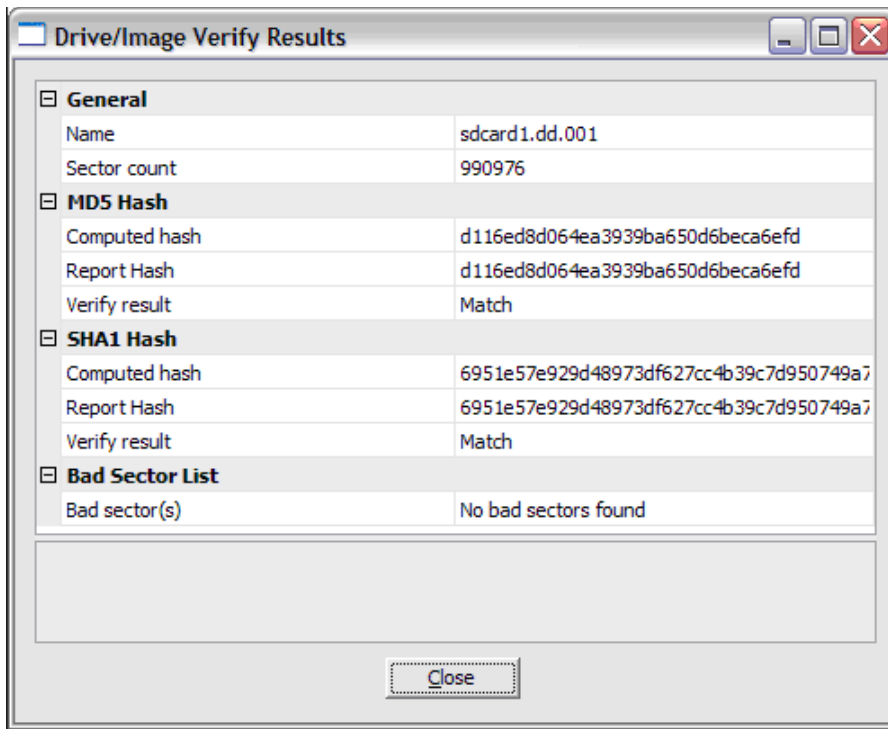 Drive/Image Verify Results
General
Name sdcard1.dd.001
Sector count 990976
MD5 Hash
Computed hash d116ed8d064ea3939ba650d6beca6efd
Report Hash d116ed8d064ea3939ba650d6beca6efd
Verify result Match
SHA1 Hash
Computed hash 6951e57e929d48973df627cc4b39c7d950749a7
Report Hash 6951e57e929d48973df627cc4b39c7d950749a7
Verify result Match
Bad Sector List
Bad sector(s) No bad sectors found
Close